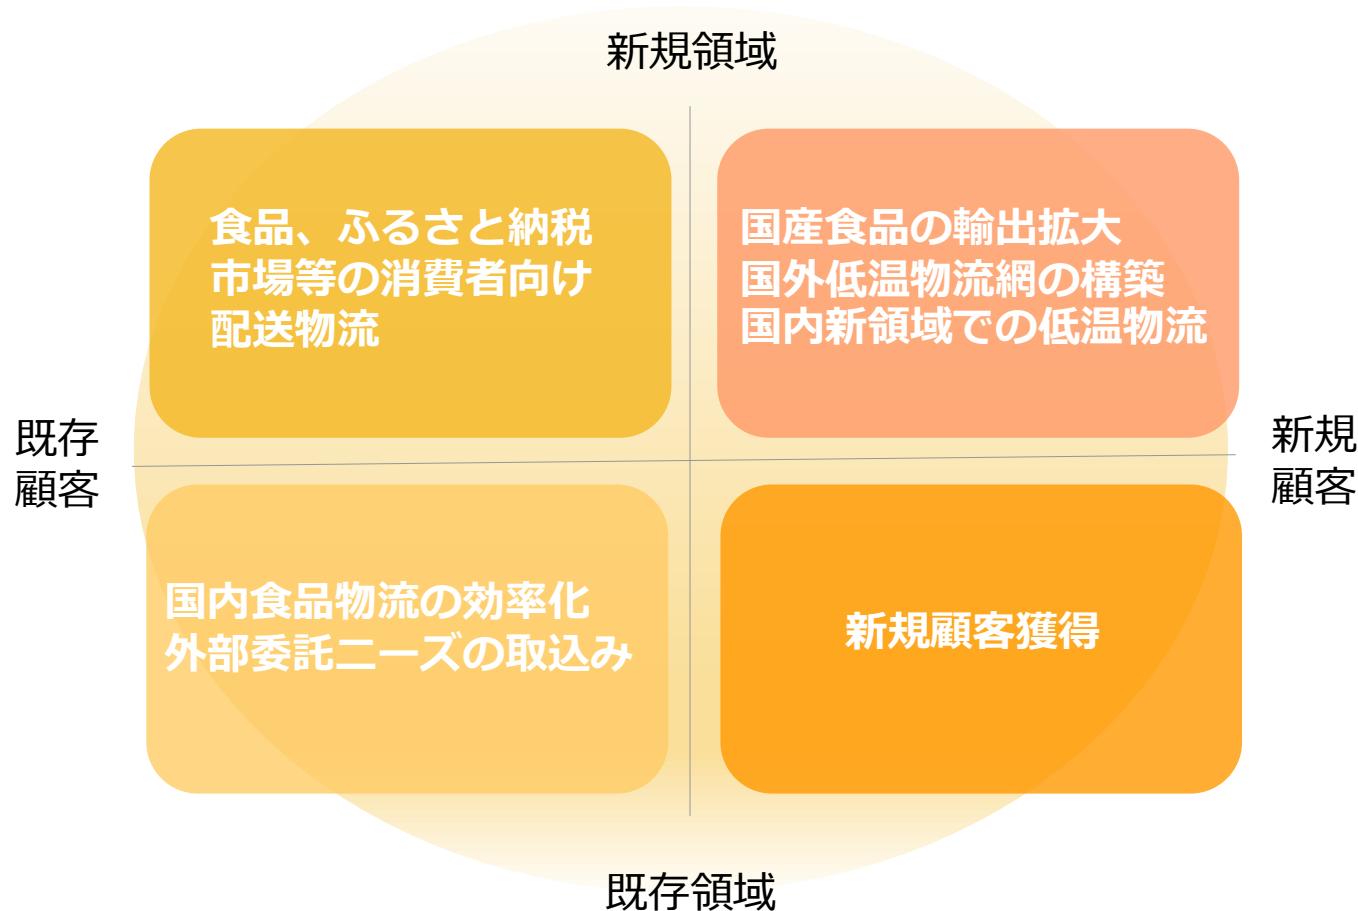 新規領域
食品、ふるさと納税
市場等の消費者向け
配送物流
国産食品の輸出拡大
国外低温物流網の構築
国内新領域での低温物流
既存
顧客
新規
顧客
国内食品物流の効率化
外部委託ニーズの取込み
新規顧客獲得
既存領域